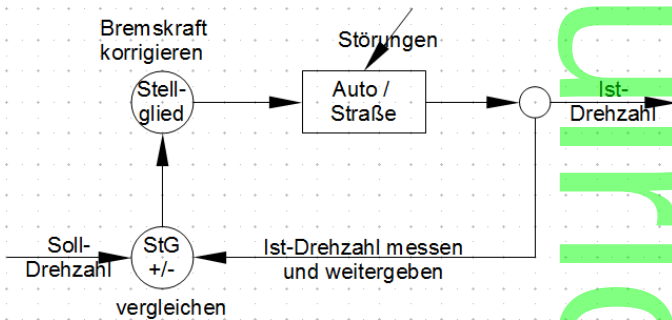 Bremskraft
korrigieren
Störungen
Stell-
glied
Auto /
Straße
Ist-
Drehzahl
Soll-
Drehzahl
StG
+/-
Ist-Drehzahl messen
und weitergeben
vergleichen